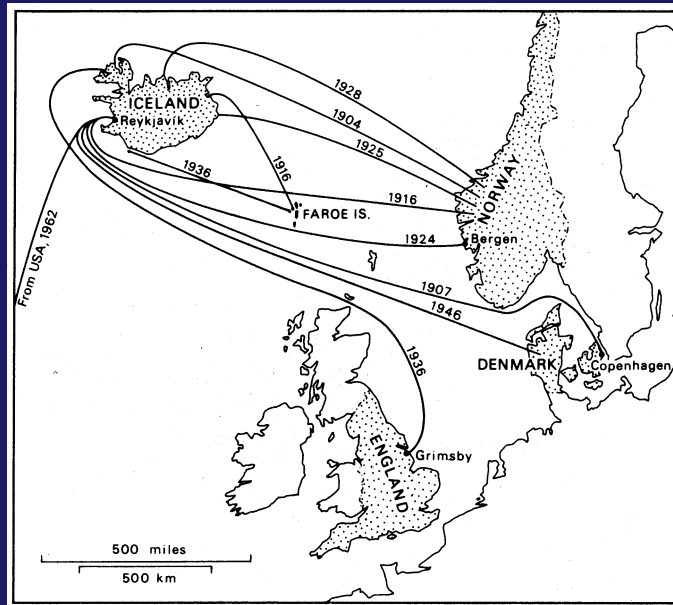 ICELAND
Reykjavik
1928
1904
1925
1936
1916
FAROE IS.
1916
NORWAY
1924
Bergen
From USA, 1962
1907
1946
1936
DENMARK
Copenhagen
ENGLAND
Grimsby
500 miles
500 km